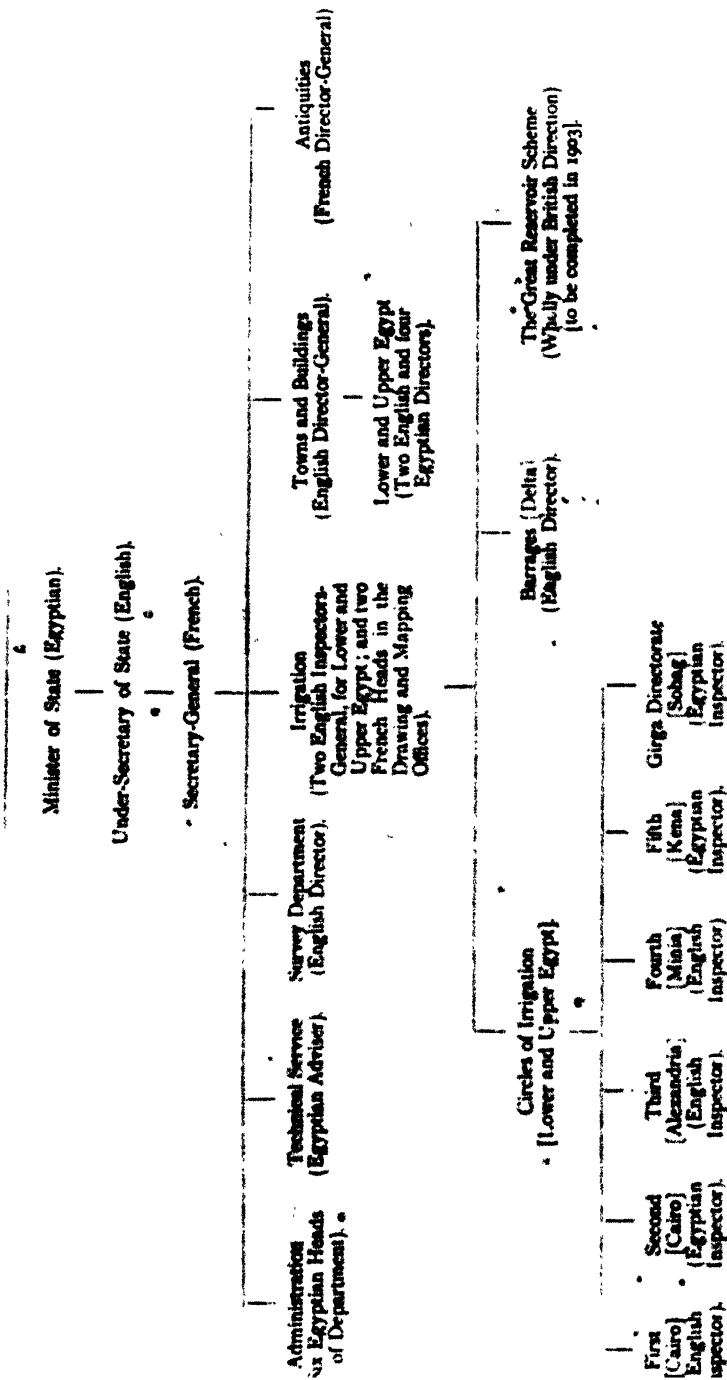 Minister of State (Egyptian).
Under-Secretary of State (English).
Secretary-General (French).
Administration
Egyptian Heads
of Department).
Technical Service
(Egyptian Adviser).
Survey Department
(English Director).
Irrigation
(Two English Inspectors-
General, for Lower and
Upper Egypt; and two
French Heads in the
Drawing and Mapping
Offices).
Towns and Buildings
(English Director-General).
Lower and Upper Egypt
(Two English and four
Egyptian Directors).
Antiquities
(French Director-General)
Circles of Irrigation
[Lower and Upper Egypt].
Barrages [Delta]
(English Director).
The Great Reservoir Scheme
(Wholly under British Direction)
[to be completed in 1903].
First
[Cairo]
English
Second
[Cairo]
(Egyptian
Inspector).
Third
[Alexandria]
(English
Inspector).
Fourth
[Minia]
(English
Inspector)
Fifth
[Kena]
(Egyptian
Inspector).
Girga Directorate
[Sohag]
(Egyptian
Inspector).